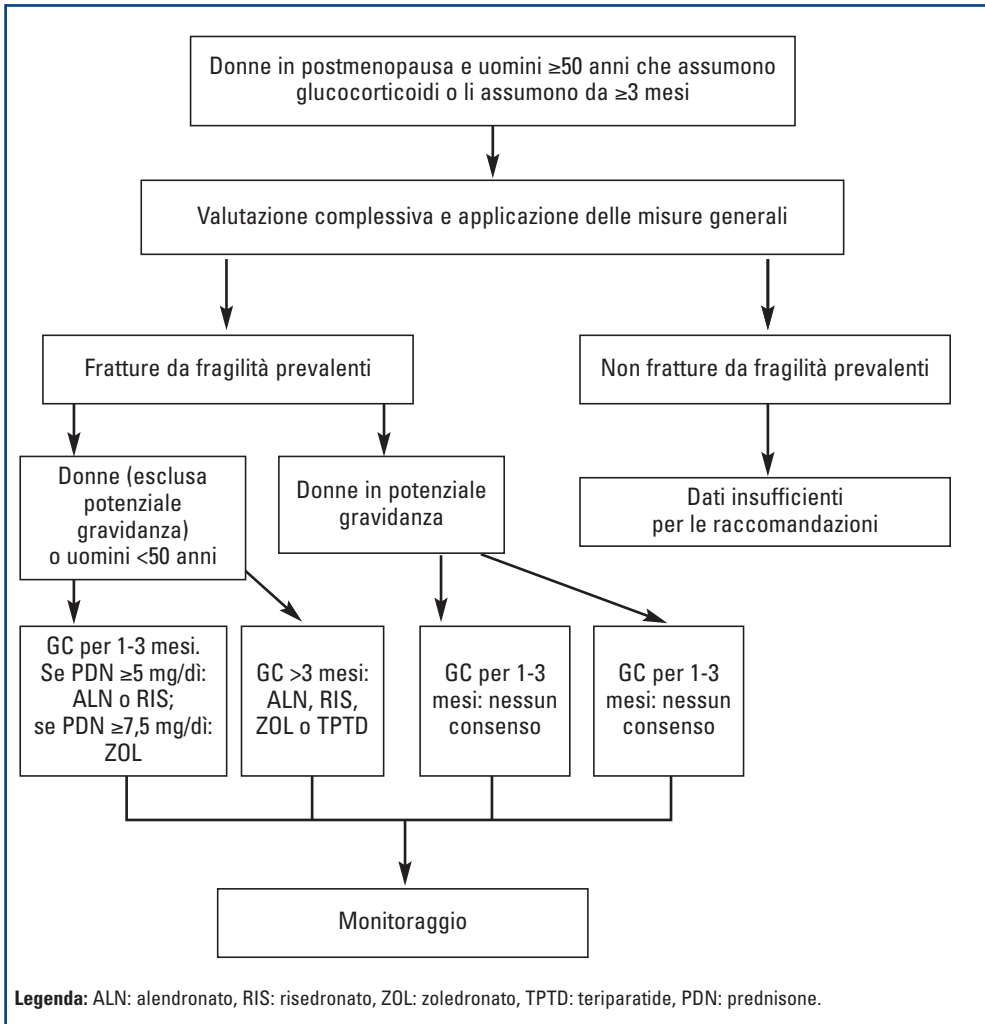 Donne in postmenopausa e uomini ≥50 anni che assumono
glucocorticoidi o li assumono da ≥3 mesi
Valutazione complessiva e applicazione delle misure generali
Fratture da fragilità prevalenti
Non fratture da fragilità prevalenti
Donne (esclusa
potenziale
gravidanza)
o uomini <50 anni
Donne in potenziale
gravidanza
Dati insufficienti
per le raccomandazioni
GC per 1-3 mesi.
Se PDN ≥5 mg/dì:
ALN o RIS;
se PDN ≥7,5 mg/dì:
ZOL
GC >3 mesi:
ALN, RIS,
ZOL o TPTD
GC per 1-3
mesi: nessun
consenso
GC per 1-3
mesi: nessun
consenso
Monitoraggio
Legenda: ALN: alendronato, RIS: risedronato, ZOL: zoledronato, TPTD: teriparatide, PDN: prednisone.